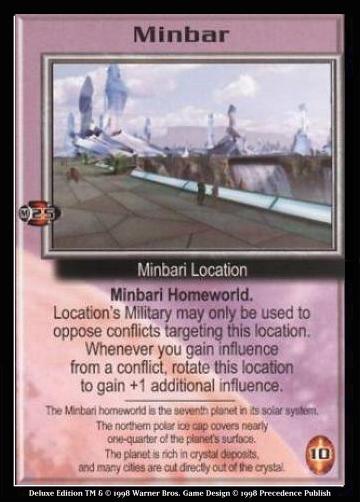 Minbar
M 25
Minbari Location
Minbari Homeworld.
Location's Military may only be used to
oppose conflicts targeting this location.
Whenever you gain influence
from a conflict, rotate this location
to gain +1 additional influence.
The Minbari homeworld is the seventh planet in its solar system.
The northern polar ice cap covers nearly
one-quarter of the planet's surface.
The planet is rich in crystal deposits,
and many cities are cut directly out of the crystal.
10
Deluxe Edition TM & © 1998 Warner Bros. Game Design © 1998 Precedence Publish